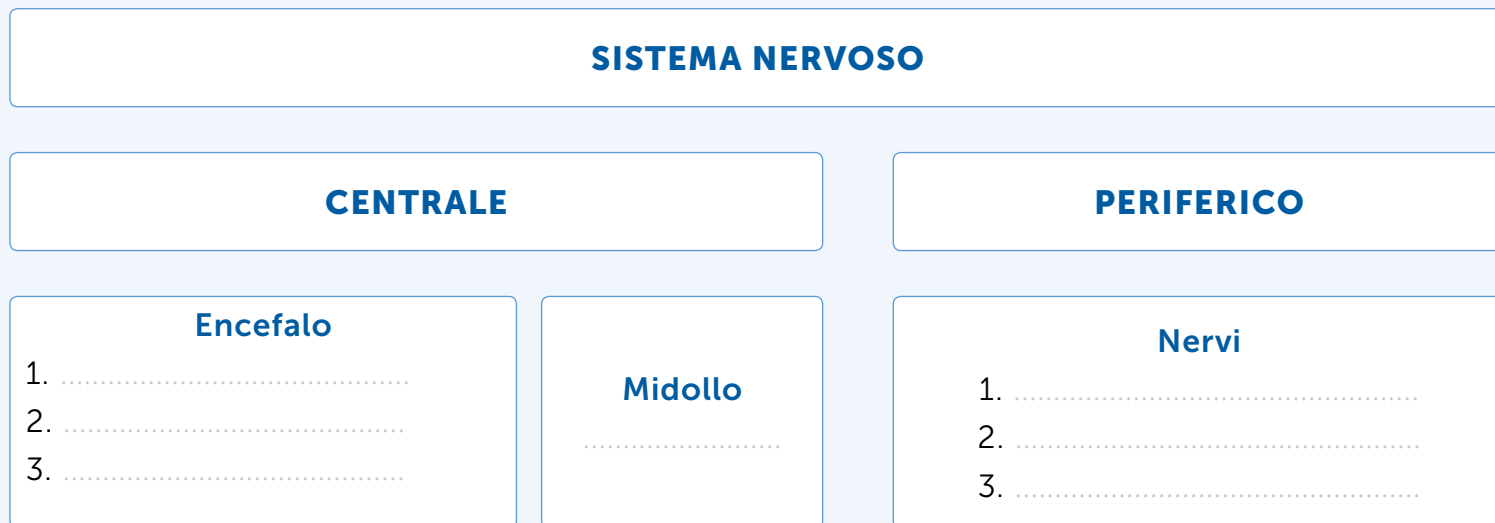 SISTEMA NERVOSO
CENTRALE
PERIFERICO
Encefalo
1. ................................................
2. ................................................
3. ................................................
Midollo
............................
Nervi
1. ........................................................
2. ........................................................
3. ........................................................